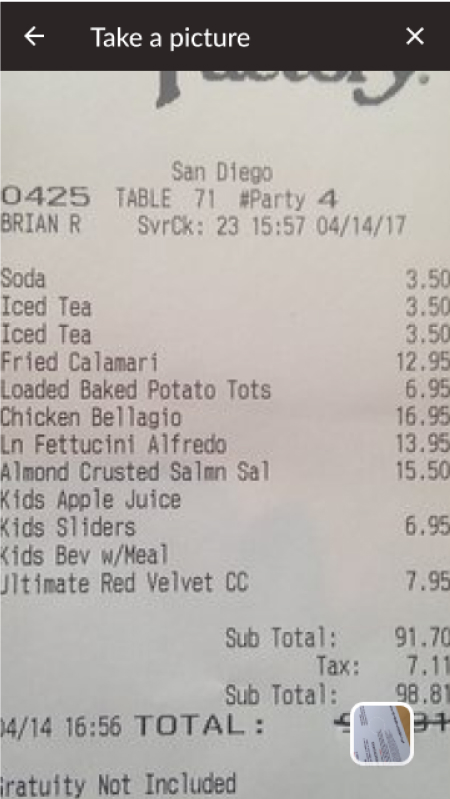 Take a picture
Factory.
San Diego
0425 TABLE 71 #Party 4
BRIAN R SvrCk: 23 15:57 04/14/17
Soda 3.50
Iced Tea 3.50
Iced Tea 3.50
Fried Calamari 12.95
Loaded Baked Potato Tots 6.95
Chicken Bellagio 16.95
Ln Fettucini Alfredo 13.95
Almond Crusted Salmn Sal 15.50
Kids Apple Juice
Kids Sliders 6.95
Kids Bev w/Meal
Ultimate Red Velvet CC 7.95
Sub Total: 91.70
Tax: 7.11
Sub Total: 98.81
04/14 16:56 TOTAL:
Gratuity Not Included